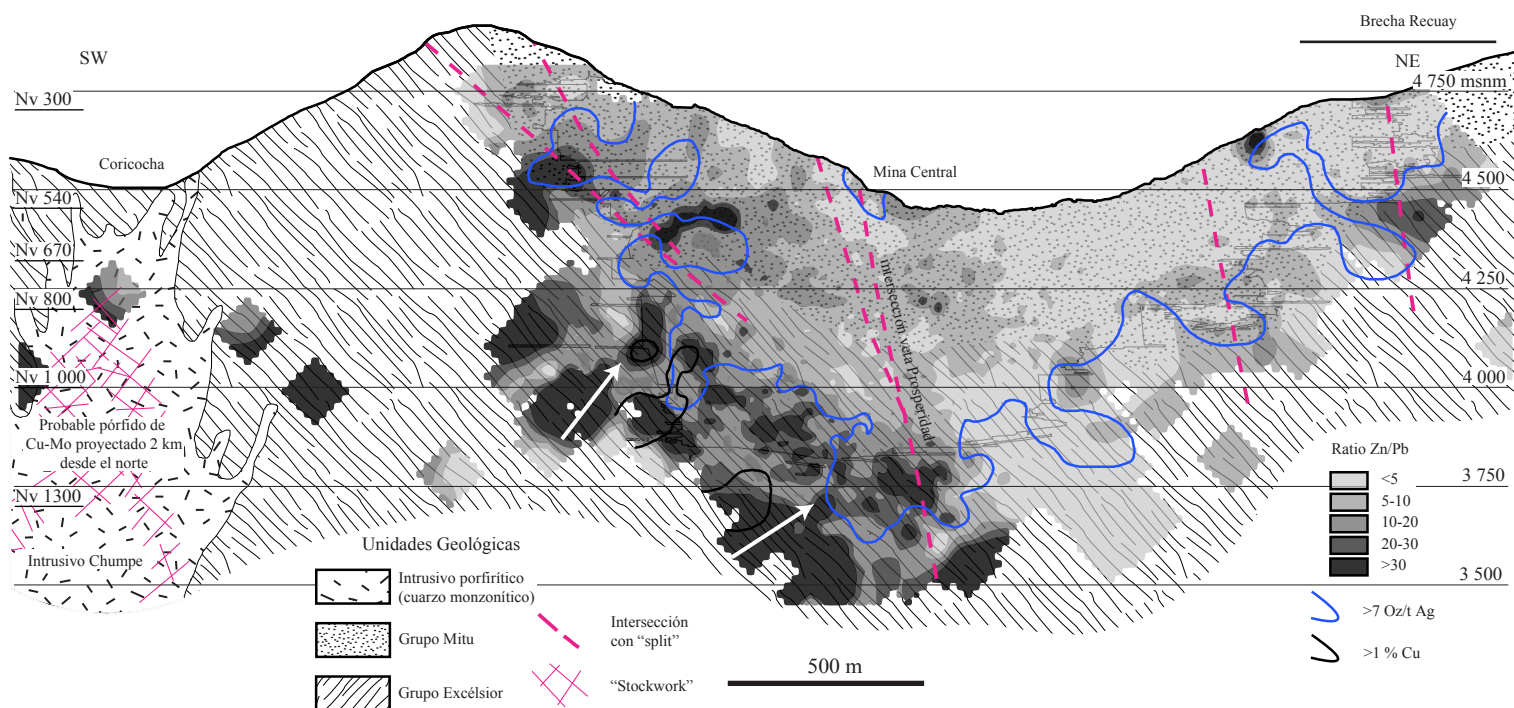 Brecha Recuay
SW
NE
4 750 msnm
Nv 300
Coricocha
Mina Central
4 500
Nv 540
Nv 670
4 250
Nv 800
Intersección veta Prosperidad
Nv 1 000
4 000
Probable pórfido de
Cu-Mo proyectado 2 km
desde el norte
Nv 1300
3 750
Intrusivo Chumpe
3 500
Ratio Zn/Pb
<5
5-10
10-20
20-30
>30
>7 Oz/t Ag
>1 % Cu
Unidades Geológicas
Intrusivo porfirítico
(cuarzo monzonítico)
Grupo Mitu
Grupo Excélsior
Intersección
con “split”
“Stockwork”
500 m